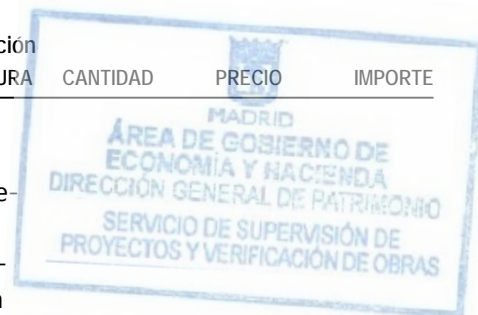 ción
URA CANTIDAD PRECIO IMPORTE
MADRID
ÁREA DE GOBIERNO DE
ECONOMÍA Y HACIENDA
DIRECCIÓN GENERAL DE PATRIMONIO
e-
SERVICIO DE SUPERVISIÓN DE
PROYECTOS Y VERIFICACIÓN DE OBRAS
-